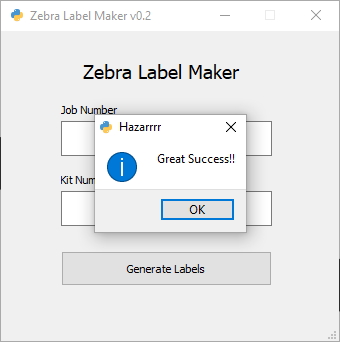 Zebra Label Maker v0.2
Zebra Label Maker
Job Number
Hazarrrr
Great Success!!
Kit Num
OK
Generate Labels